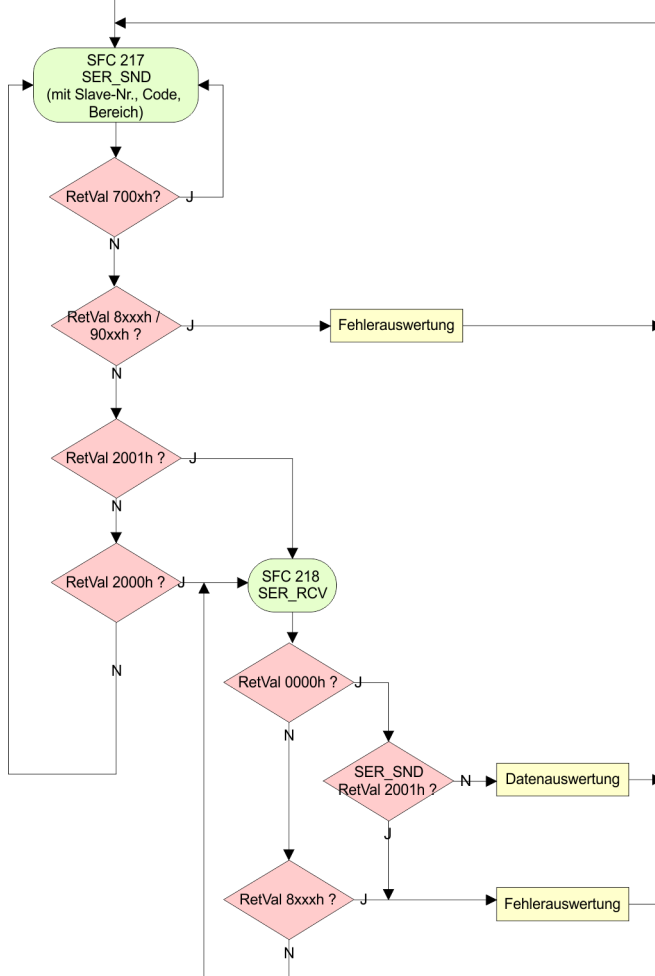 SFC 217
SER_SND
(mit Slave-Nr., Code,
Bereich)
RetVal 700xh?
J
N
RetVal 8xxxh /
90xxh ?
J
Fehlerauswertung
N
RetVal 2001h ?
J
N
RetVal 2000h ?
J
SFC 218
SER_RCV
N
RetVal 0000h ?
J
N
SER_SND
RetVal 2001h ?
N
Datenauswertung
J
RetVal 8xxxh ?
J
Fehlerauswertung
N